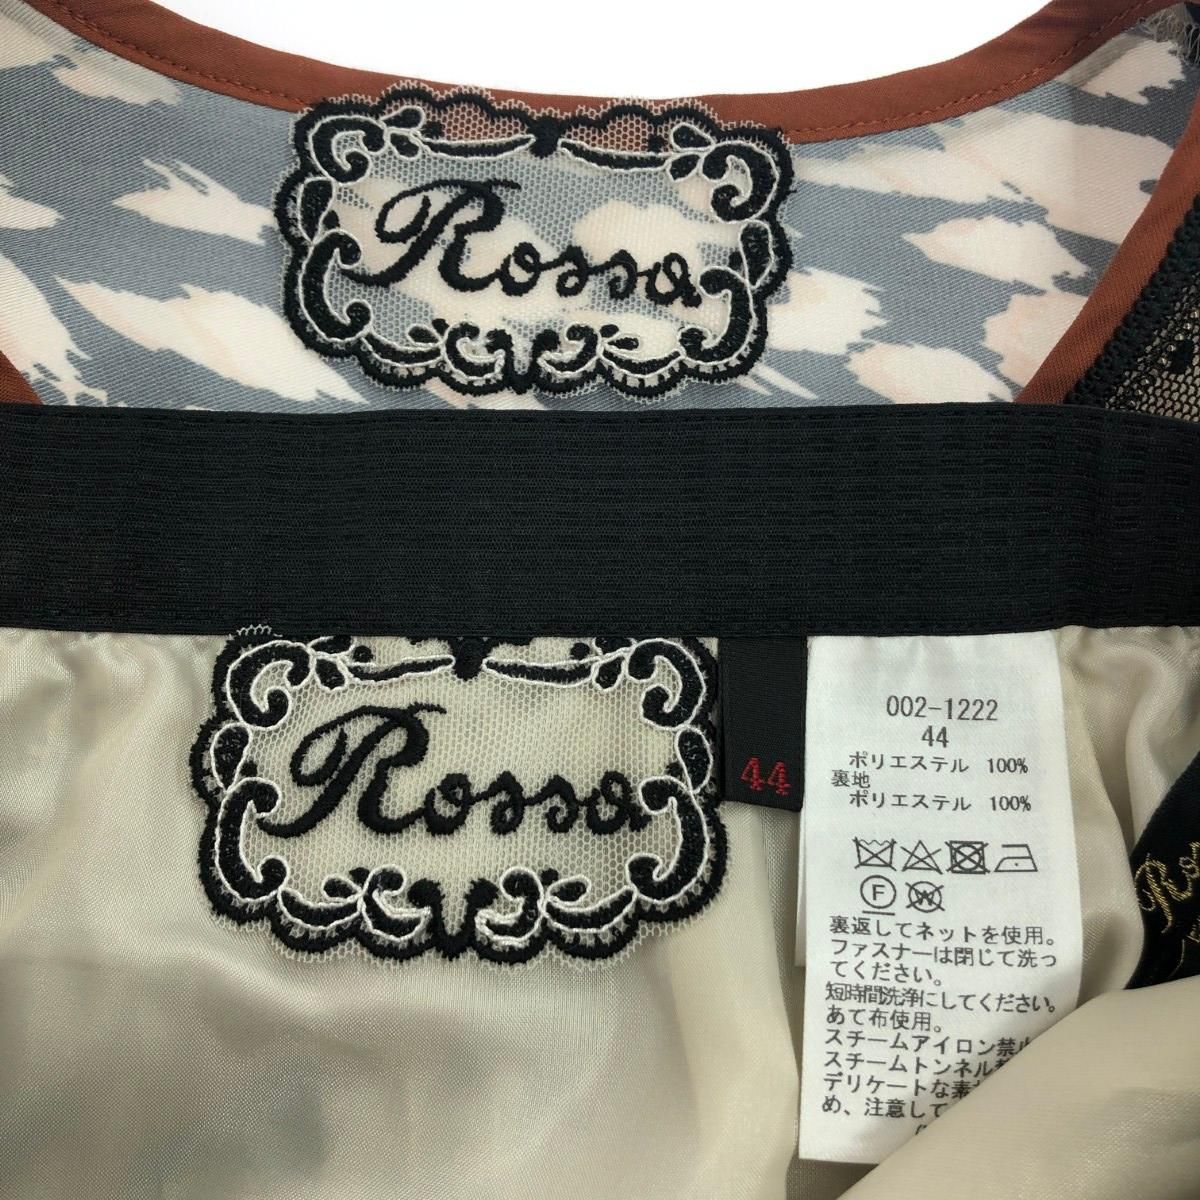 Rossa
Rossa
44
002-1222
44
ポリエステル 100%
裏地
ポリエステル 100%
F
W
裏返してネットを使用。
ファスナーは閉じて洗っ
てください。
短時間洗浄にしてください。
あて布使用。
スチームアイロン禁止
スチームトンネル
デリケートな素
め、注意して